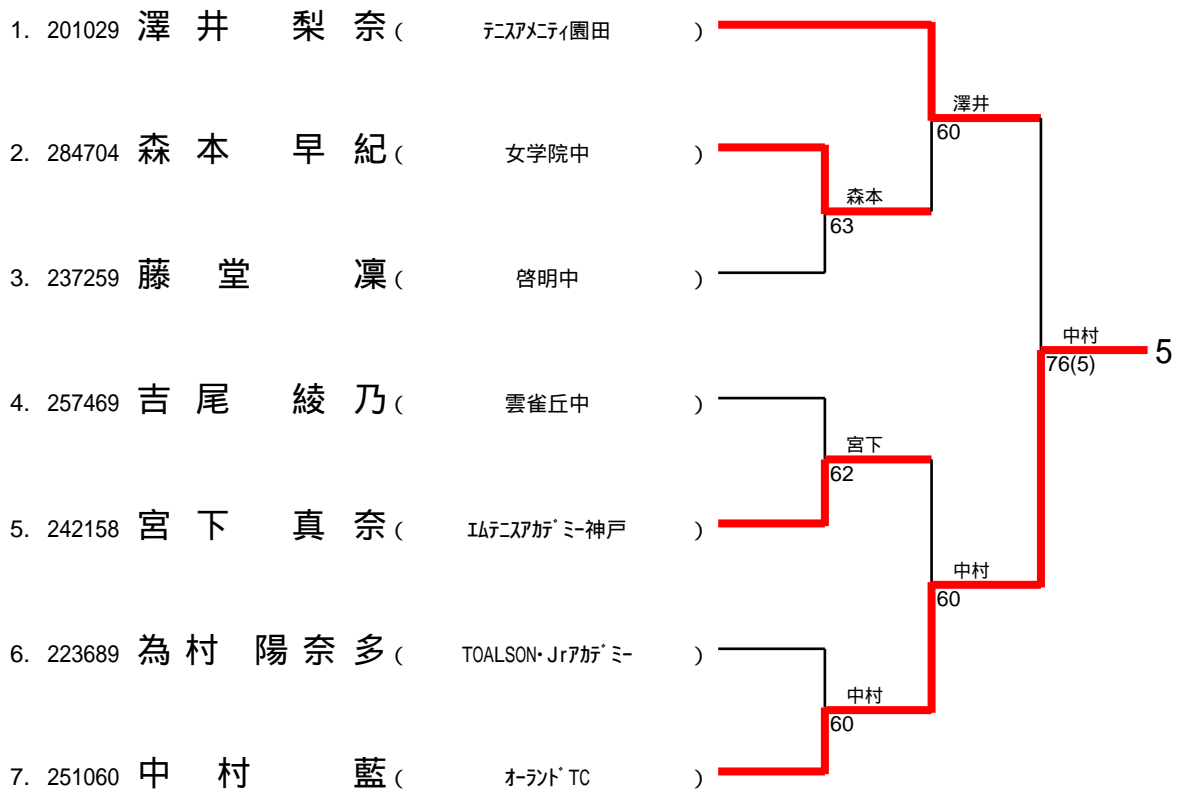 1. 201029 澤井 梨奈 ( テニスアメニティ園田 )
澤井
60
2. 284704 森本 早紀 ( 女学院中 )
森本
63
3. 237259 藤堂 凜 ( 啓明中 )
中村 5
76(5)
4. 257469 吉尾 綾乃 ( 雲雀丘中 )
宮下
62
5. 242158 宮下 真奈 ( エムテニスアカデミー神戸 )
中村
60
6. 223689 為村 陽奈多 ( TOALSON・Jrアカデミー )
中村
60
7. 251060 中村 藍 ( オーランドTC )